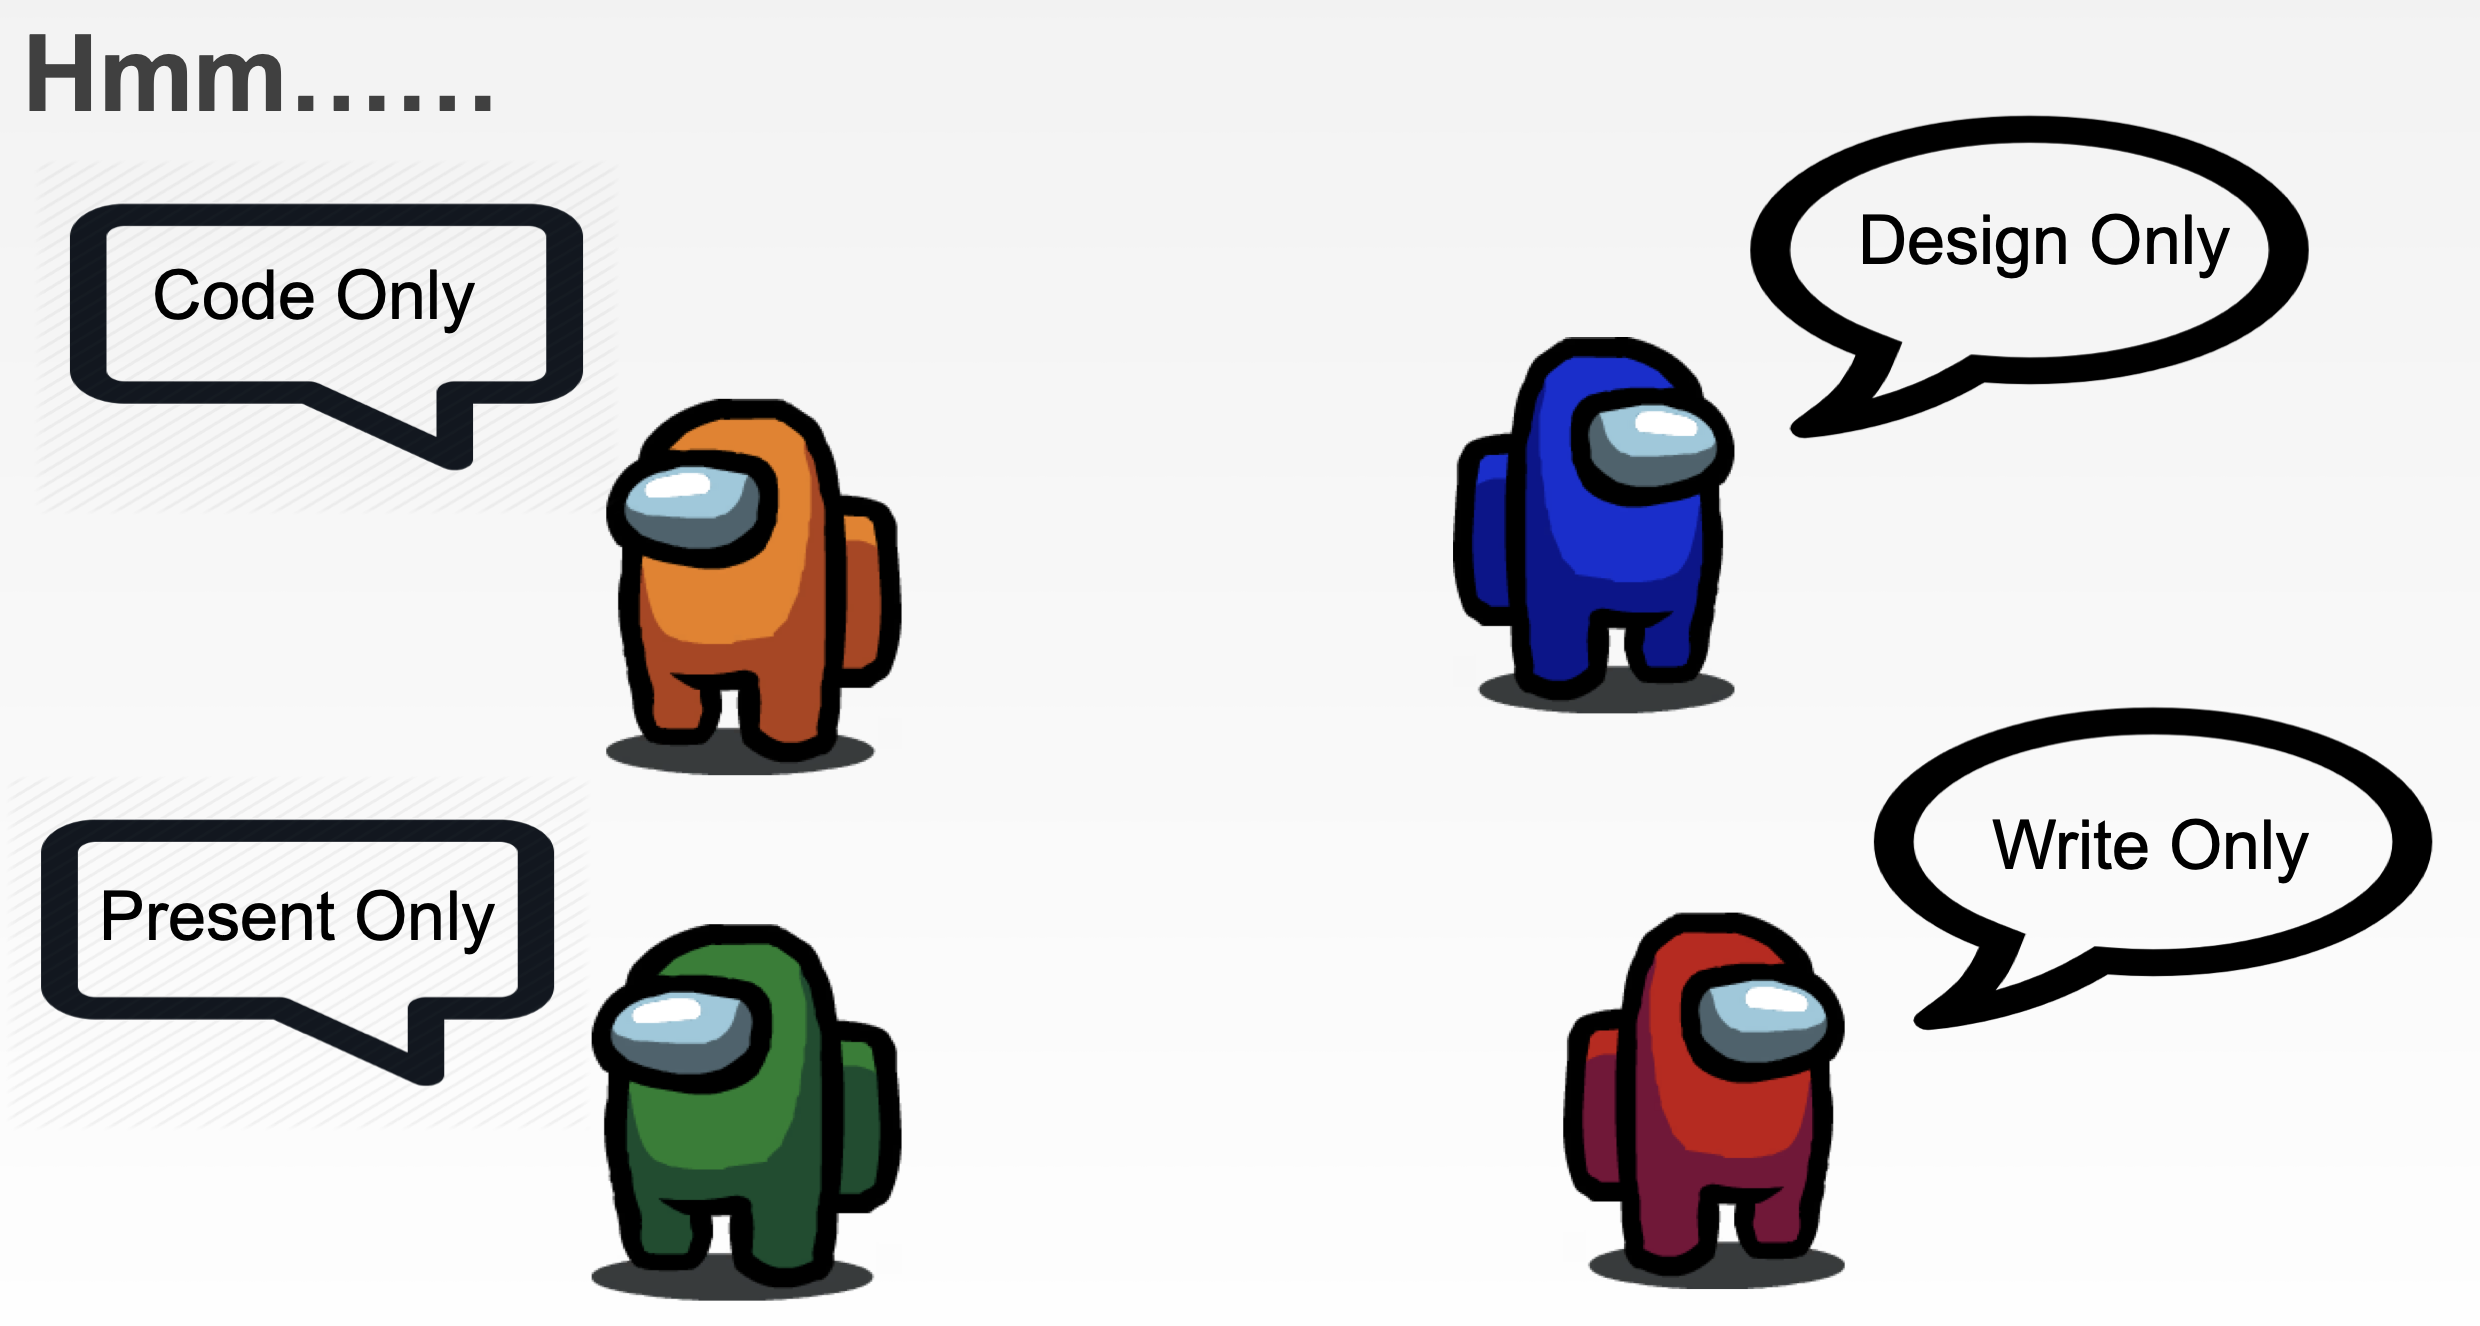 Hmm......
Code Only
Design Only
Present Only
Write Only